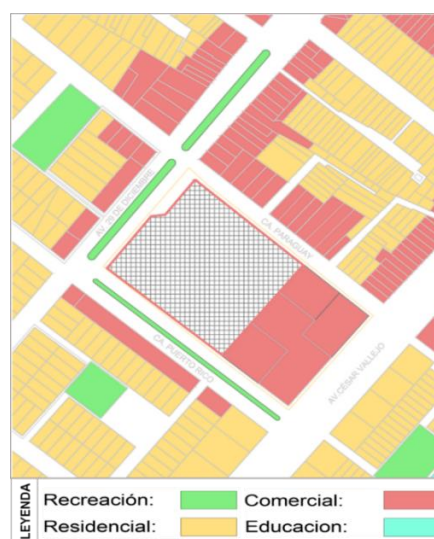 AV. 28 DE DICIEMBRE
CA. PARAGUAY
CA. PUERTO RICO
AV CESAR VALLEJO
LEYENDA
Recreación: Comercial:
Residencial: Educacion: